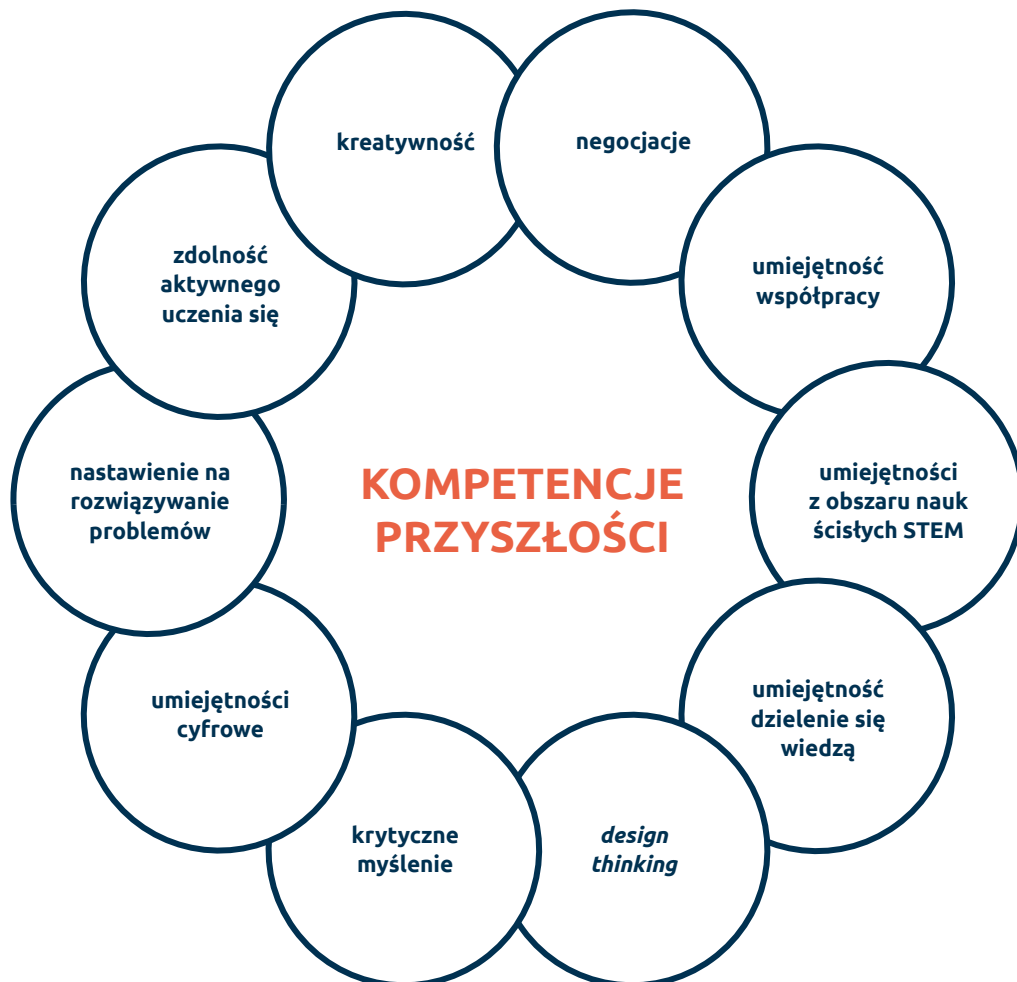 kreatywność
negocjacje
zdolność
aktywnego
uczenia się
umiejętność
współpracy
nastawienie na
rozwiązywanie
problemów
KOMPETENCJE
PRZYSZŁOŚCI
umiejętności
z obszaru nauk
ścisłych STEM
umiejętności
cyfrowe
umiejętność
dzielenie się
wiedzą
krytyczne
myślenie
design
thinking